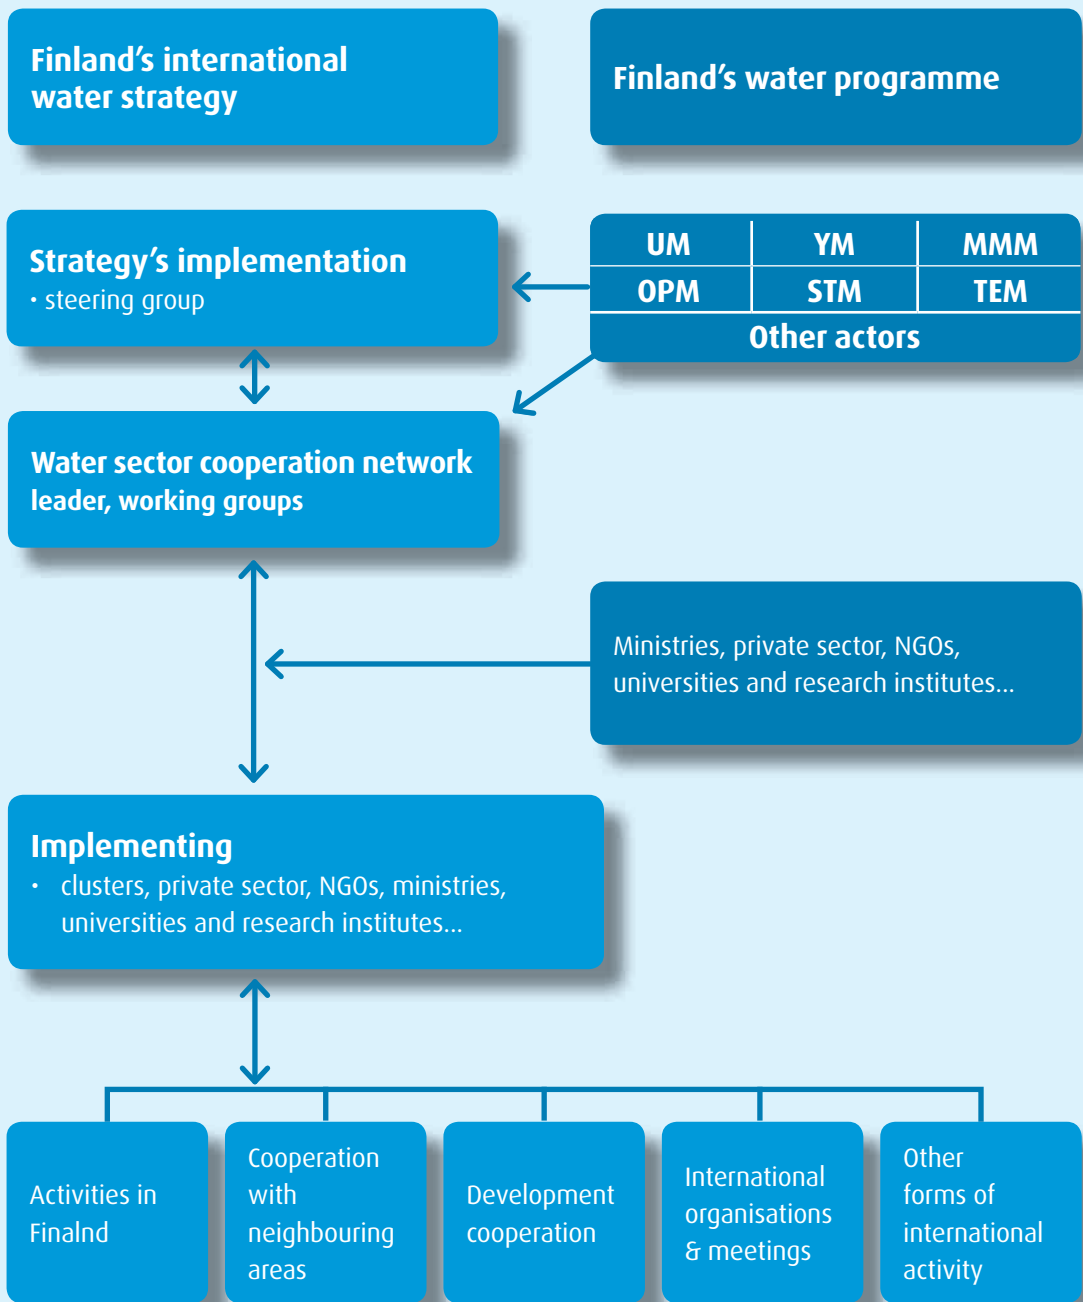 Finland's international
water strategy
Finland's water programme
Strategy's implementation
• steering group
UM YM MMM
OPM STM TEM
Other actors
Water sector cooperation network
leader, working groups
Ministries, private sector, NGOs,
universities and research institutes...
Implementing
• clusters, private sector, NGOs, ministries,
universities and research institutes...
Activities in
Finalnd
Cooperation
with
neighbouring
areas
Development
cooperation
International
organisations
& meetings
Other
forms of
international
activity